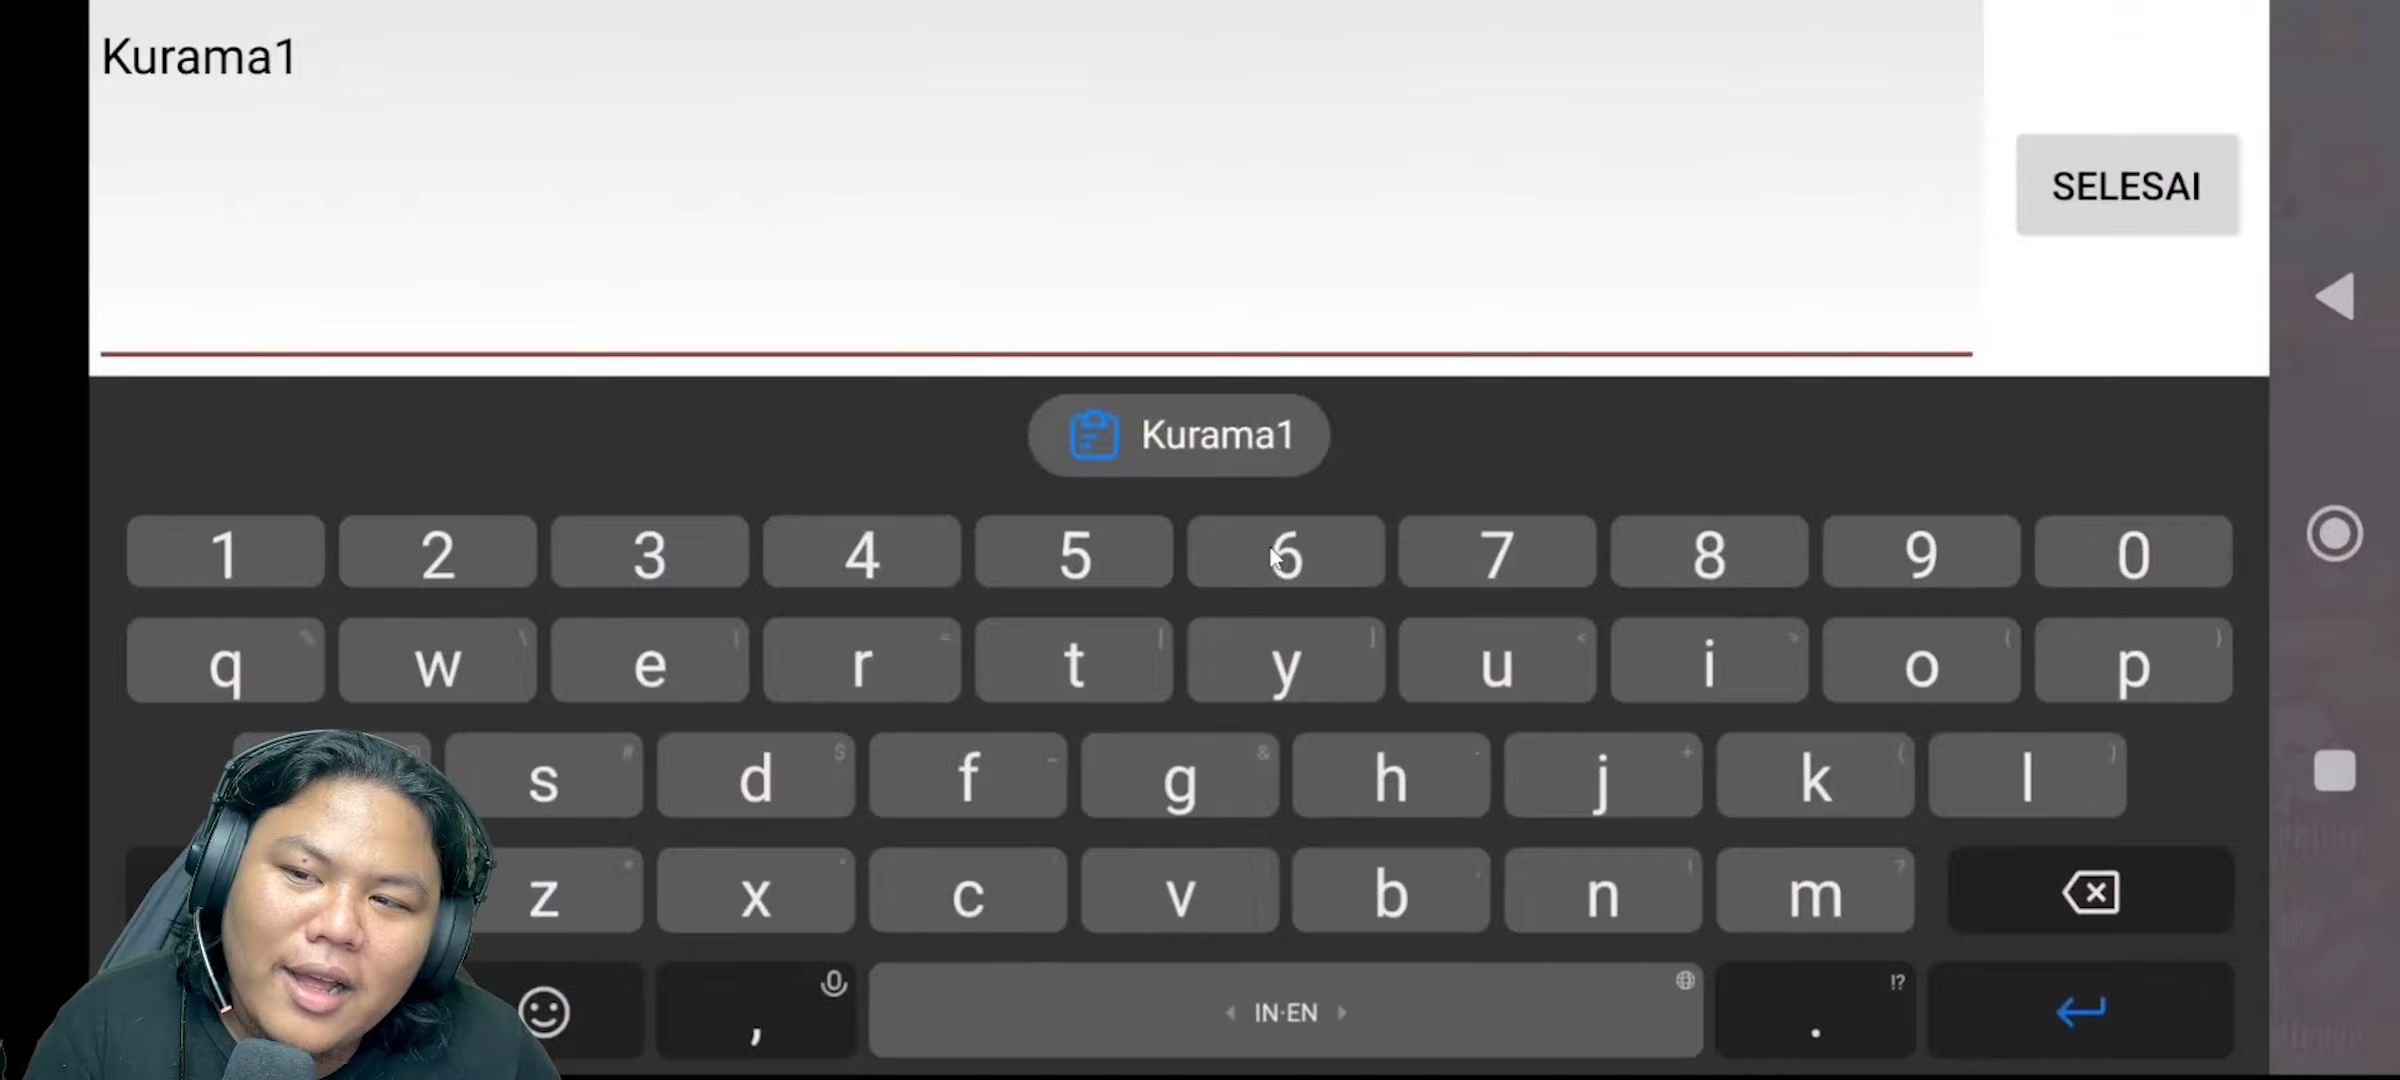 Kurama1
SELESAI
Kurama1
1 2 3 4 5 6 7 8 9 0
q w e r t y u i o p
s d f g h j k l
z x c v b n m
, IN·EN . !?